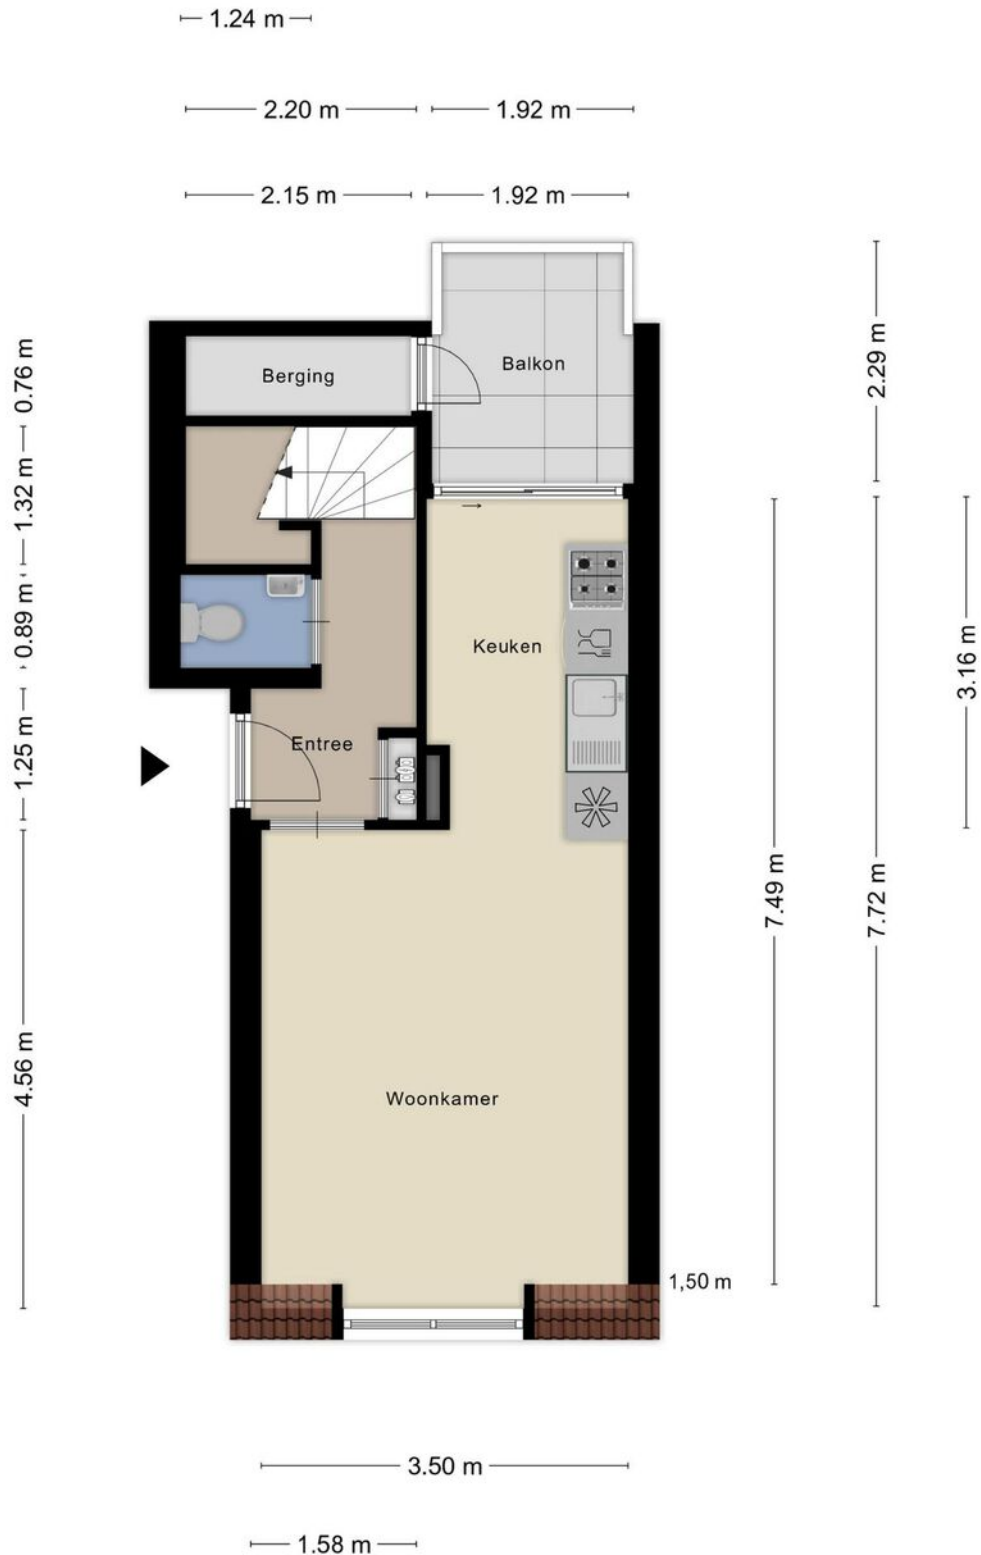 1.24 m
2.20 m
1.92 m
2.15 m
1.92 m
0.76 m
1.32 m
0.89 m
1.25 m
4.56 m
Berging
Balkon
Keuken
Entree
Woonkamer
2.29 m
3.16 m
7.49 m
7.72 m
1,50 m
3.50 m
1.58 m